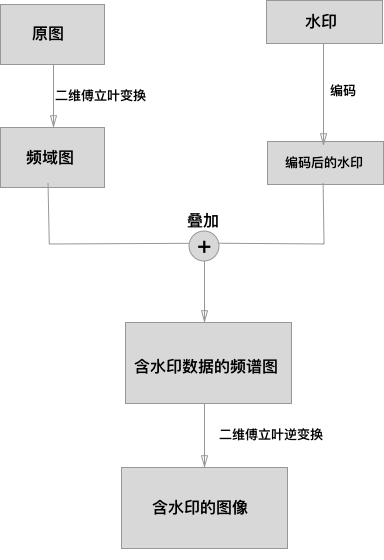 原图
水印
二维傅立叶变换
编码
频域图
编码后的水印
叠加
+
含水印数据的频谱图
二维傅立叶逆变换
含水印的图像